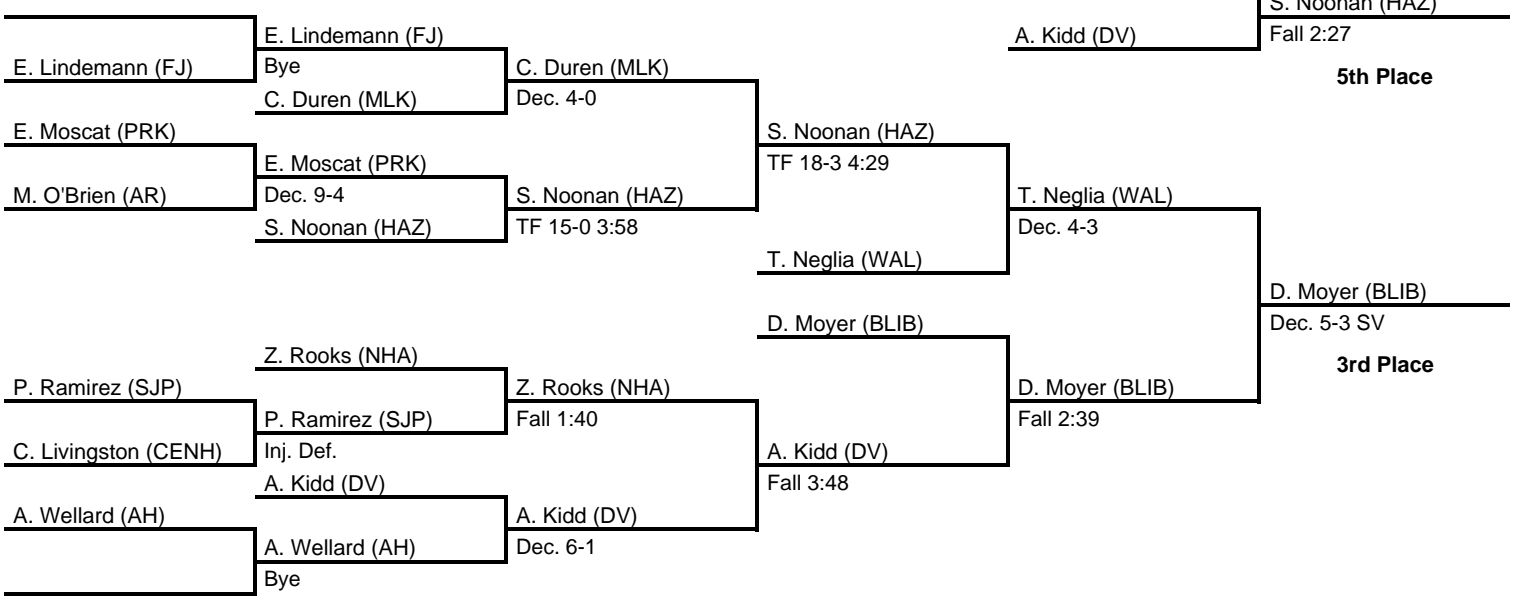 S. Noonan (HAZ)
E. Lindemann (FJ)
A. Kidd (DV)
Fall 2:27
E. Lindemann (FJ)
Bye
C. Duren (MLK)
5th Place
C. Duren (MLK)
Dec. 4-0
E. Moscat (PRK)
S. Noonan (HAZ)
E. Moscat (PRK)
TF 18-3 4:29
M. O'Brien (AR)
Dec. 9-4
S. Noonan (HAZ)
T. Neglia (WAL)
S. Noonan (HAZ)
TF 15-0 3:58
Dec. 4-3
T. Neglia (WAL)
D. Moyer (BLIB)
D. Moyer (BLIB)
Dec. 5-3 SV
Z. Rooks (NHA)
3rd Place
P. Ramirez (SJP)
Z. Rooks (NHA)
D. Moyer (BLIB)
P. Ramirez (SJP)
Fall 1:40
Fall 2:39
C. Livingston (CENH)
Inj. Def.
A. Kidd (DV)
A. Kidd (DV)
Fall 3:48
A. Wellard (AH)
A. Kidd (DV)
A. Wellard (AH)
Dec. 6-1
Bye